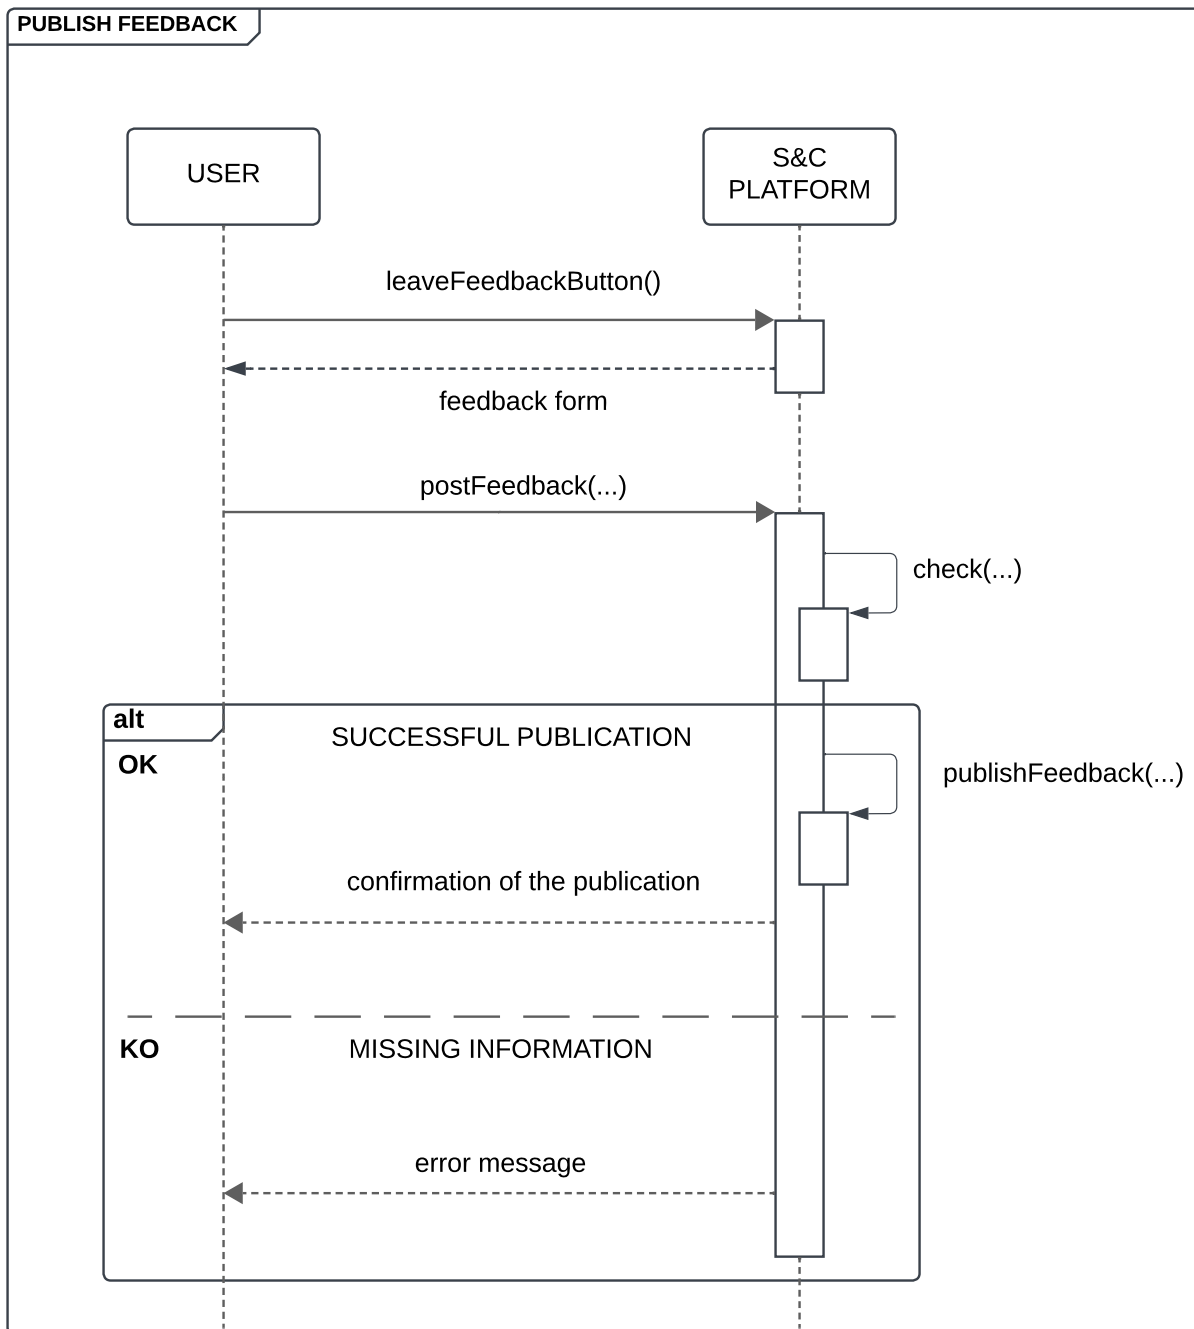 PUBLISH FEEDBACK
USER
S&C
PLATFORM
leaveFeedbackButton()
feedback form
postFeedback(...)
check(...)
alt
SUCCESSFUL PUBLICATION
OK
publishFeedback(...)
confirmation of the publication
KO
MISSING INFORMATION
error message